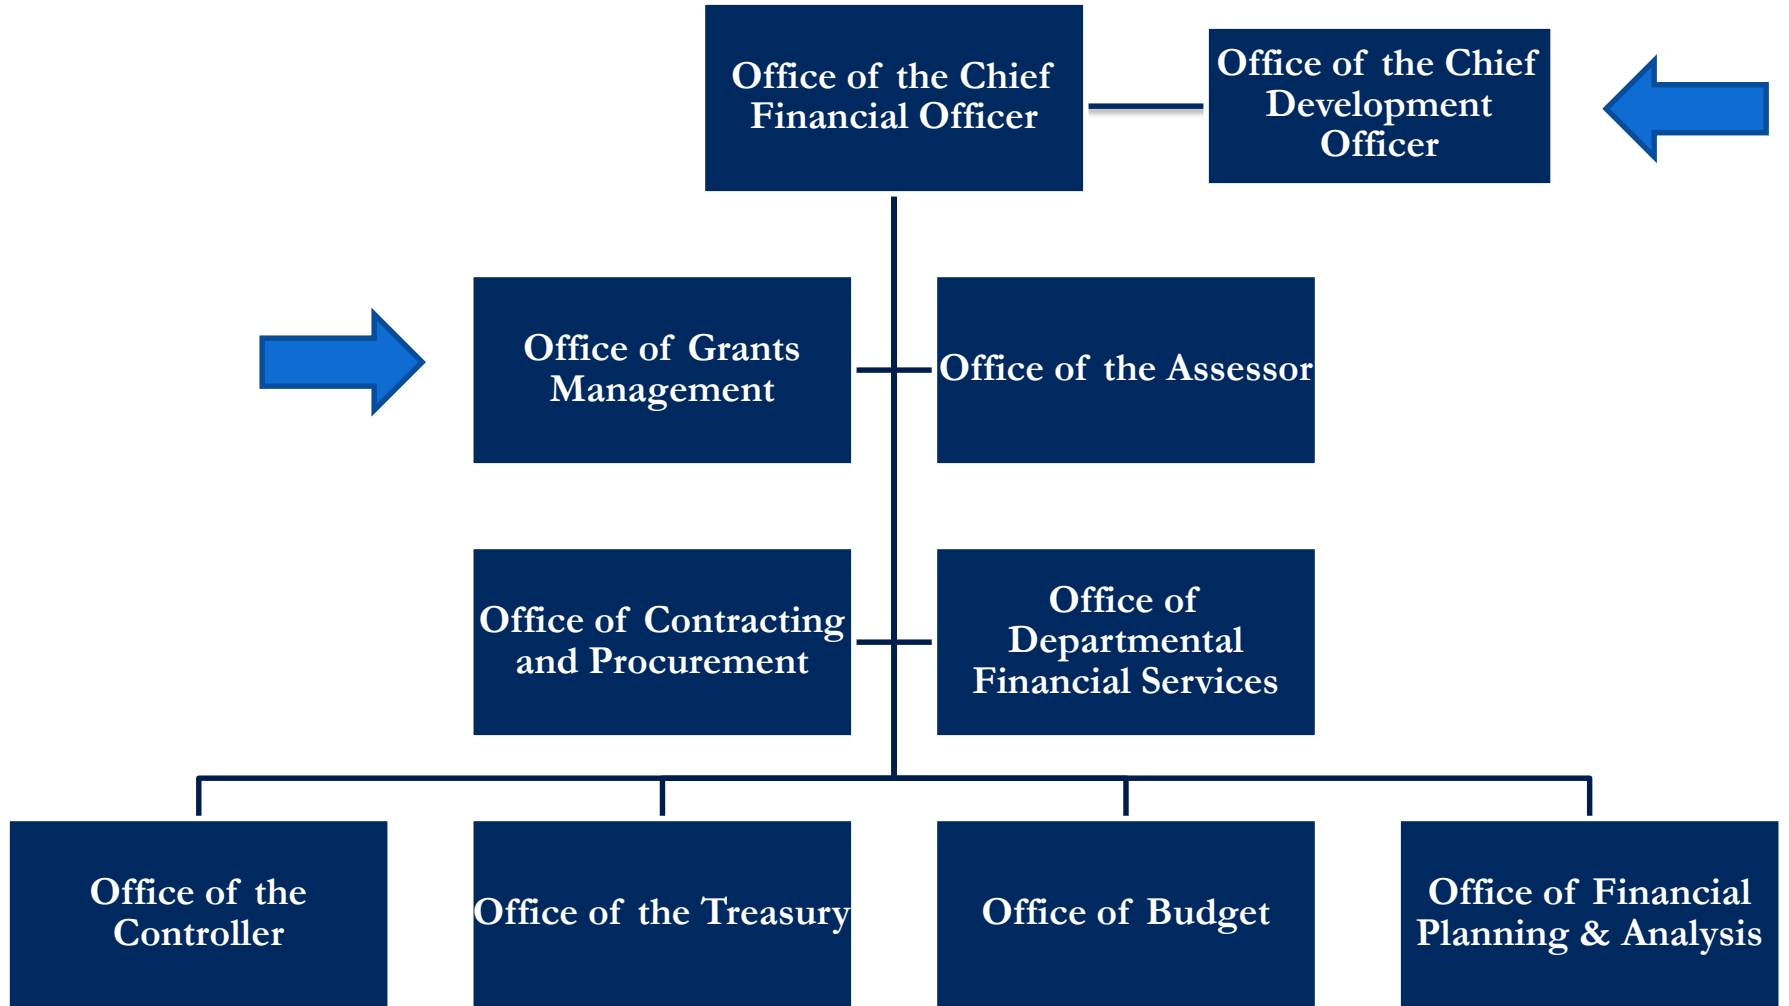 Office of the Chief
Financial Officer
Office of the Chief
Development
Officer
Office of Grants
Management
Office of the Assessor
Office of Contracting
and Procurement
Office of
Departmental
Financial Services
Office of the
Controller
Office of the Treasury
Office of Budget
Office of Financial
Planning & Analysis